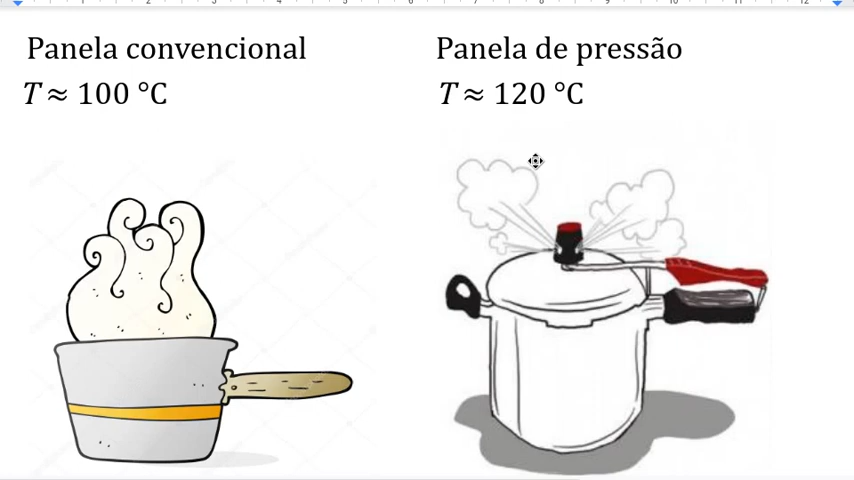 Panela convencional
T ≈ 100 °C
Panela de pressão
T ≈ 120 °C